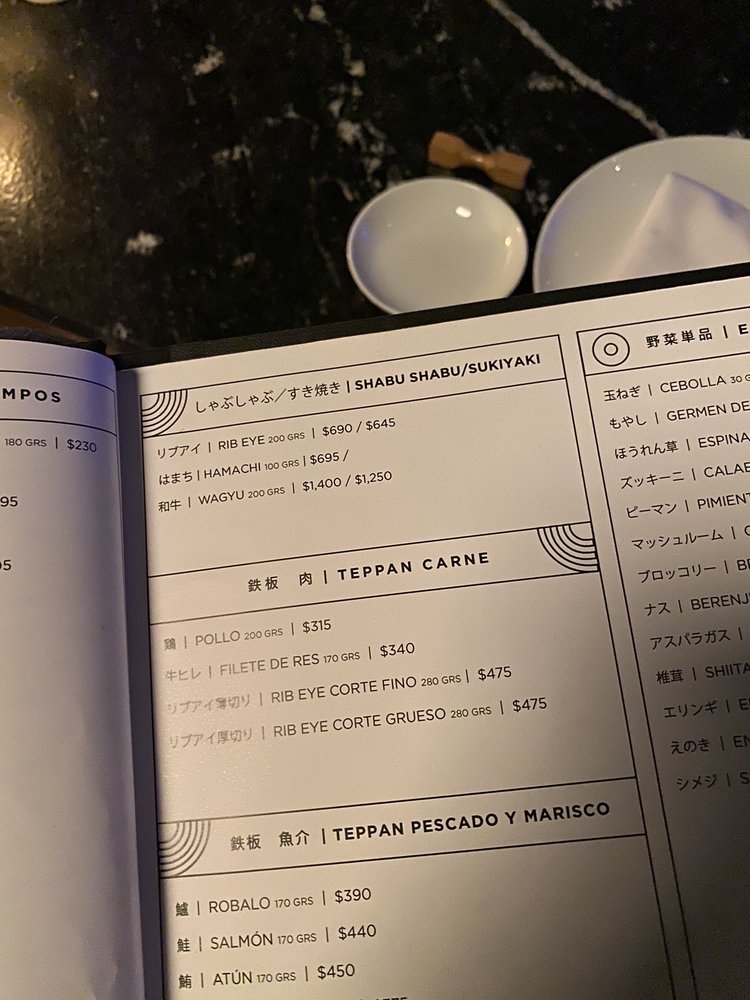 MPOS
180 GRS | $230
95
95
しゃぶしゃぶ／すき焼き | SHABU SHABU/SUKIYAKI
リブアイ | RIB EYE 200 GRS | $690 / $645
はまち | HAMACHI 100 GRS | $695 /
和牛 | WAGYU 200 GRS | $1,400 / $1,250
鉄板 肉 | TEPPAN CARNE
鶏 | POLLO 200 GRS | $315
牛ヒレ | FILETE DE RES 170 GRS | $340
リブアイ薄切り | RIB EYE CORTE FINO 280 GRS | $475
リブアイ厚切り | RIB EYE CORTE GRUESO 280 GRS | $475
鉄板 魚介 | TEPPAN PESCADO Y MARISCO
鱸 | ROBALO 170 GRS | $390
鮭 | SALMÓN 170 GRS | $440
鮪 | ATÚN 170 GRS | $450
野菜単品 | E
玉ねぎ | CEBOLLA 30 G
もやし | GERMEN DE
ほうれん草 | ESPINA
ズッキーニ | CALAB
ピーマン | PIMIENT
マッシュルーム | C
ブロッコリー | BR
ナス | BERENJ
アスパラガス |
椎茸 | SHIITA
エリンギ | E
えのき | EN
シメジ | S